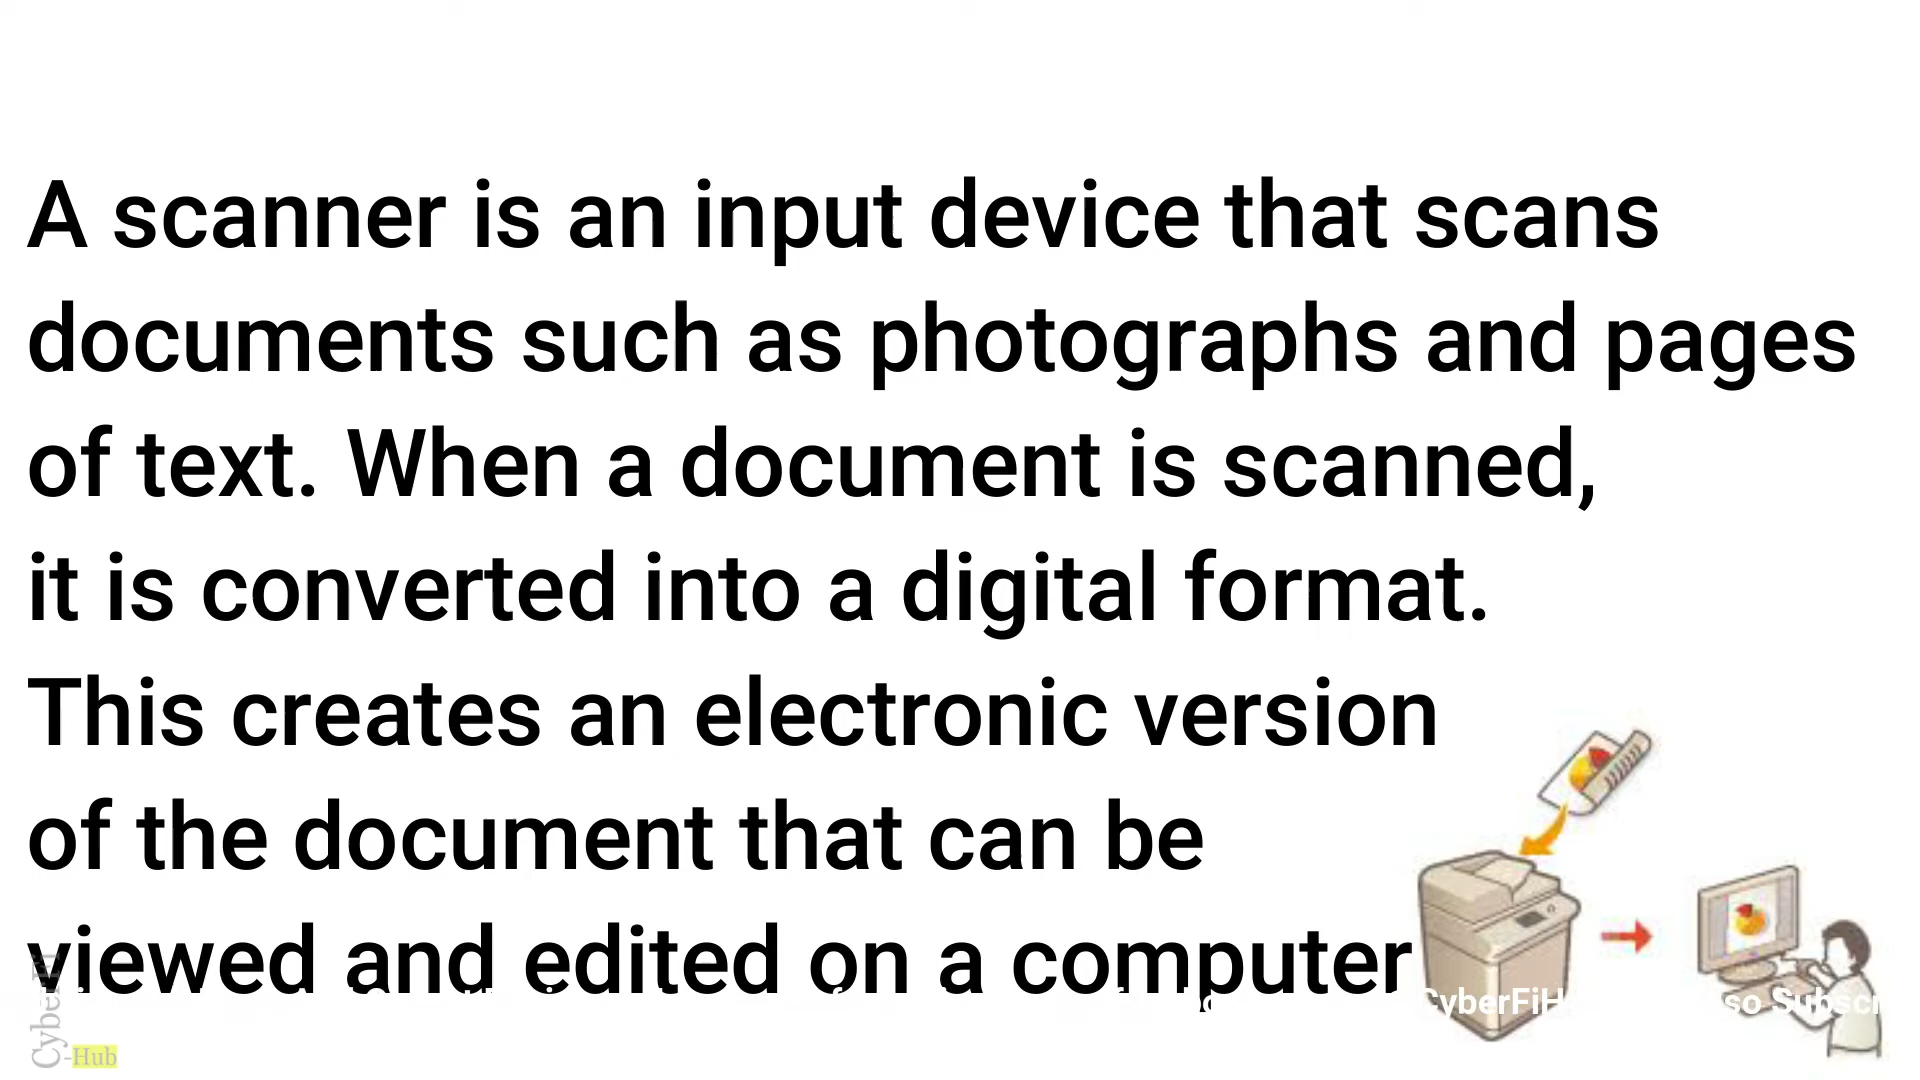 A scanner is an input device that scans
documents such as photographs and pages
of text. When a document is scanned,
it is converted into a digital format.
This creates an electronic version
of the document that can be
viewed and edited on a computer
CyberFi
-Hub